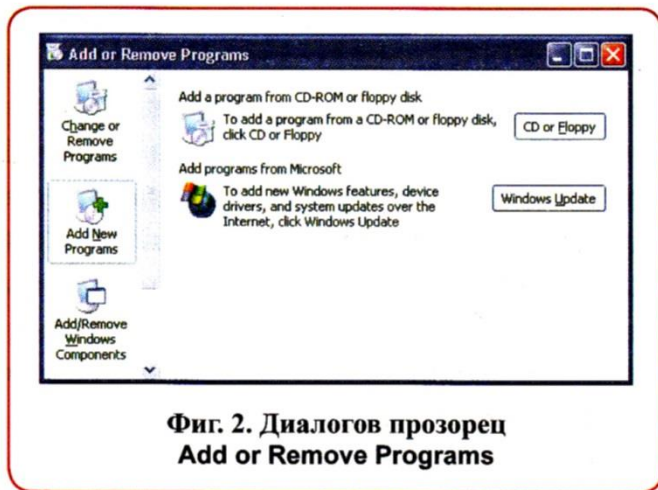 Add or Remove Programs
Change or
Remove
Programs
Add New
Programs
Add/Remove
Windows
Components
Add a program from CD-ROM or floppy disk
To add a program from a CD-ROM or floppy disk,
click CD or Floppy
CD or Floppy
Add programs from Microsoft
To add new Windows features, device
drivers, and system updates over the
Internet, click Windows Update
Windows Update
Фиг. 2. Диалогов прозорец
Add or Remove Programs